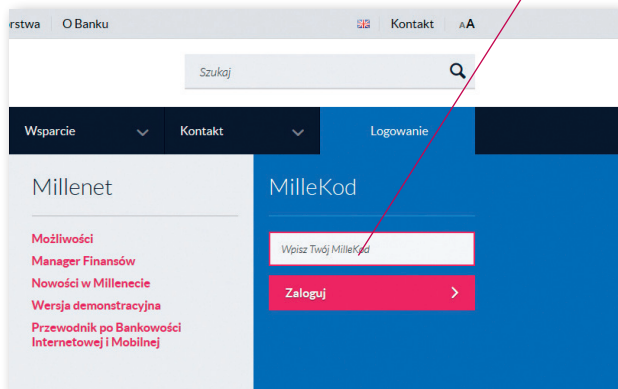 O Banku
Kontakt
AA
Szukaj
Wsparcie
Kontakt
Logowanie
Millenet
Możliwości
Manager Finansów
Nowości w Millenecie
Wersja demonstracyjna
Przewodnik po Bankowości
Internetowej i Mobilnej
MilleKod
Wpisz Twój MilleKod
Zaloguj